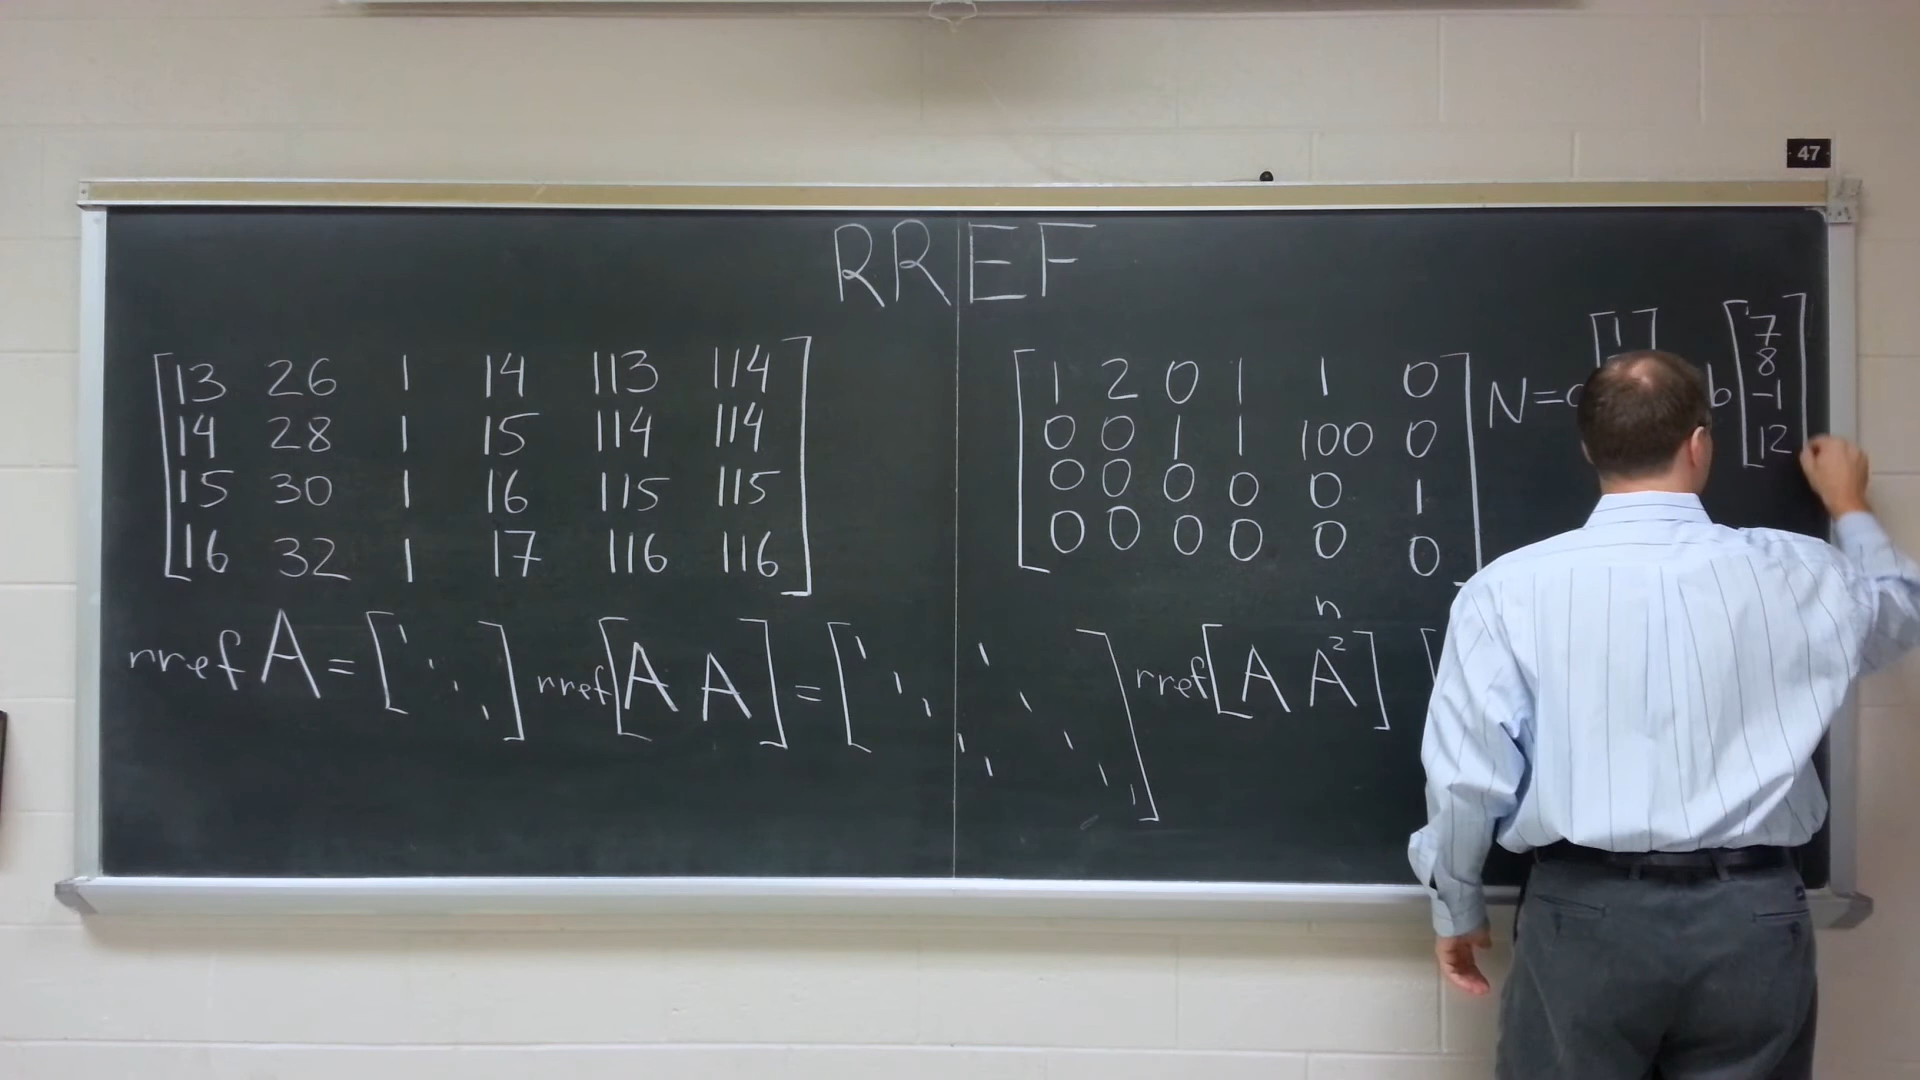 47
RREF
[13 26 1 14 113 114]
[14 28 1 15 114 114]
[15 30 1 16 115 115]
[16 32 1 17 116 116]
[1 2 0 1 1 0]
[0 0 1 1 100 0]
[0 0 0 0 0 1]
[0 0 0 0 0 0]
N=
[1]
b
[7]
[8]
[-1]
[12]
n
rref A = [ ] rref [A A] = [ ] rref [A A²] [